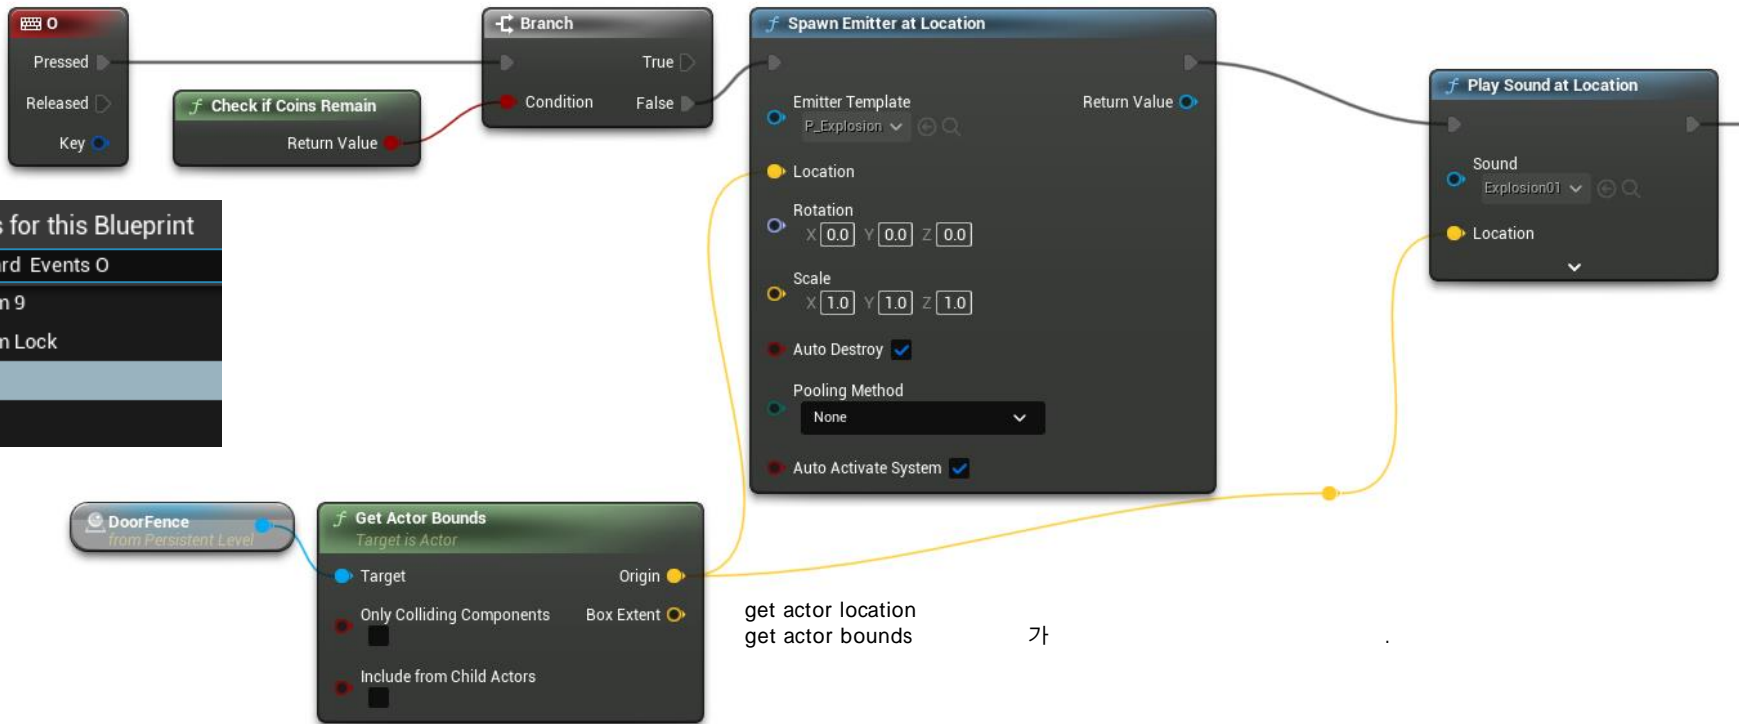 O
Pressed
Released
Key
Check if Coins Remain
Return Value
Branch
True
Condition
False
Spawn Emitter at Location
Emitter Template
Return Value
P_Explosion
Location
Rotation
X 0.0 Y 0.0 Z 0.0
Scale
X 1.0 Y 1.0 Z 1.0
Auto Destroy
Pooling Method
None
Auto Activate System
Play Sound at Location
Sound
Explosion01
Location
s for this Blueprint
ard Events O
m 9
m Lock
DoorFence
from Persistent Level
Get Actor Bounds
Target is Actor
Target
Origin
Only Colliding Components
Box Extent
Include from Child Actors
get actor location
get actor bounds 가 .